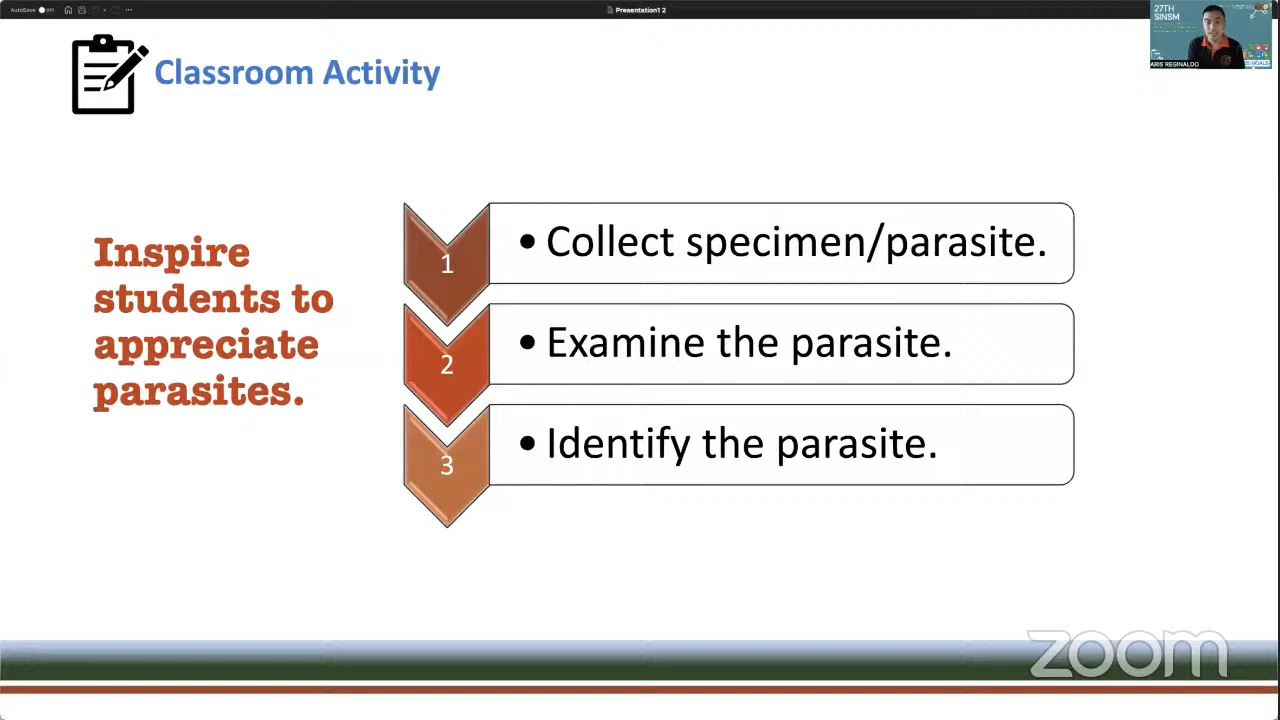 AutoSave
Presentation1 2
27TH
SINSM
ARIS REGINALDO
Classroom Activity
Inspire
students to
appreciate
parasites.
1
• Collect specimen/parasite.
2
• Examine the parasite.
3
• Identify the parasite.
zoom